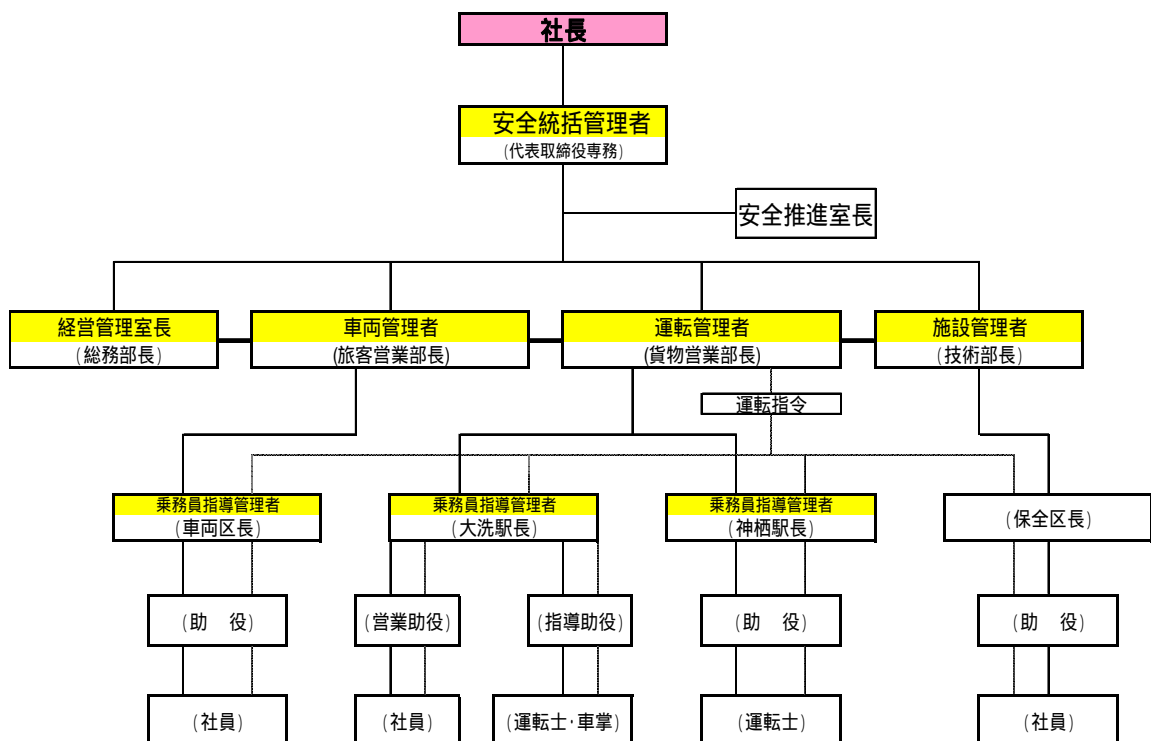 社長
安全統括管理者
(代表取締役専務)
安全推進室長
経営管理室長
(総務部長)
車両管理者
(旅客営業部長)
運転管理者
(貨物営業部長)
施設管理者
(技術部長)
運転指令
乗務員指導管理者
(車両区長)
乗務員指導管理者
(大洗駅長)
乗務員指導管理者
(神栖駅長)
(保全区長)
(助　役)
(営業助役)
(指導助役)
(助　役)
(助　役)
(社員)
(社員)
(運転士·車掌)
(運転士)
(社員)